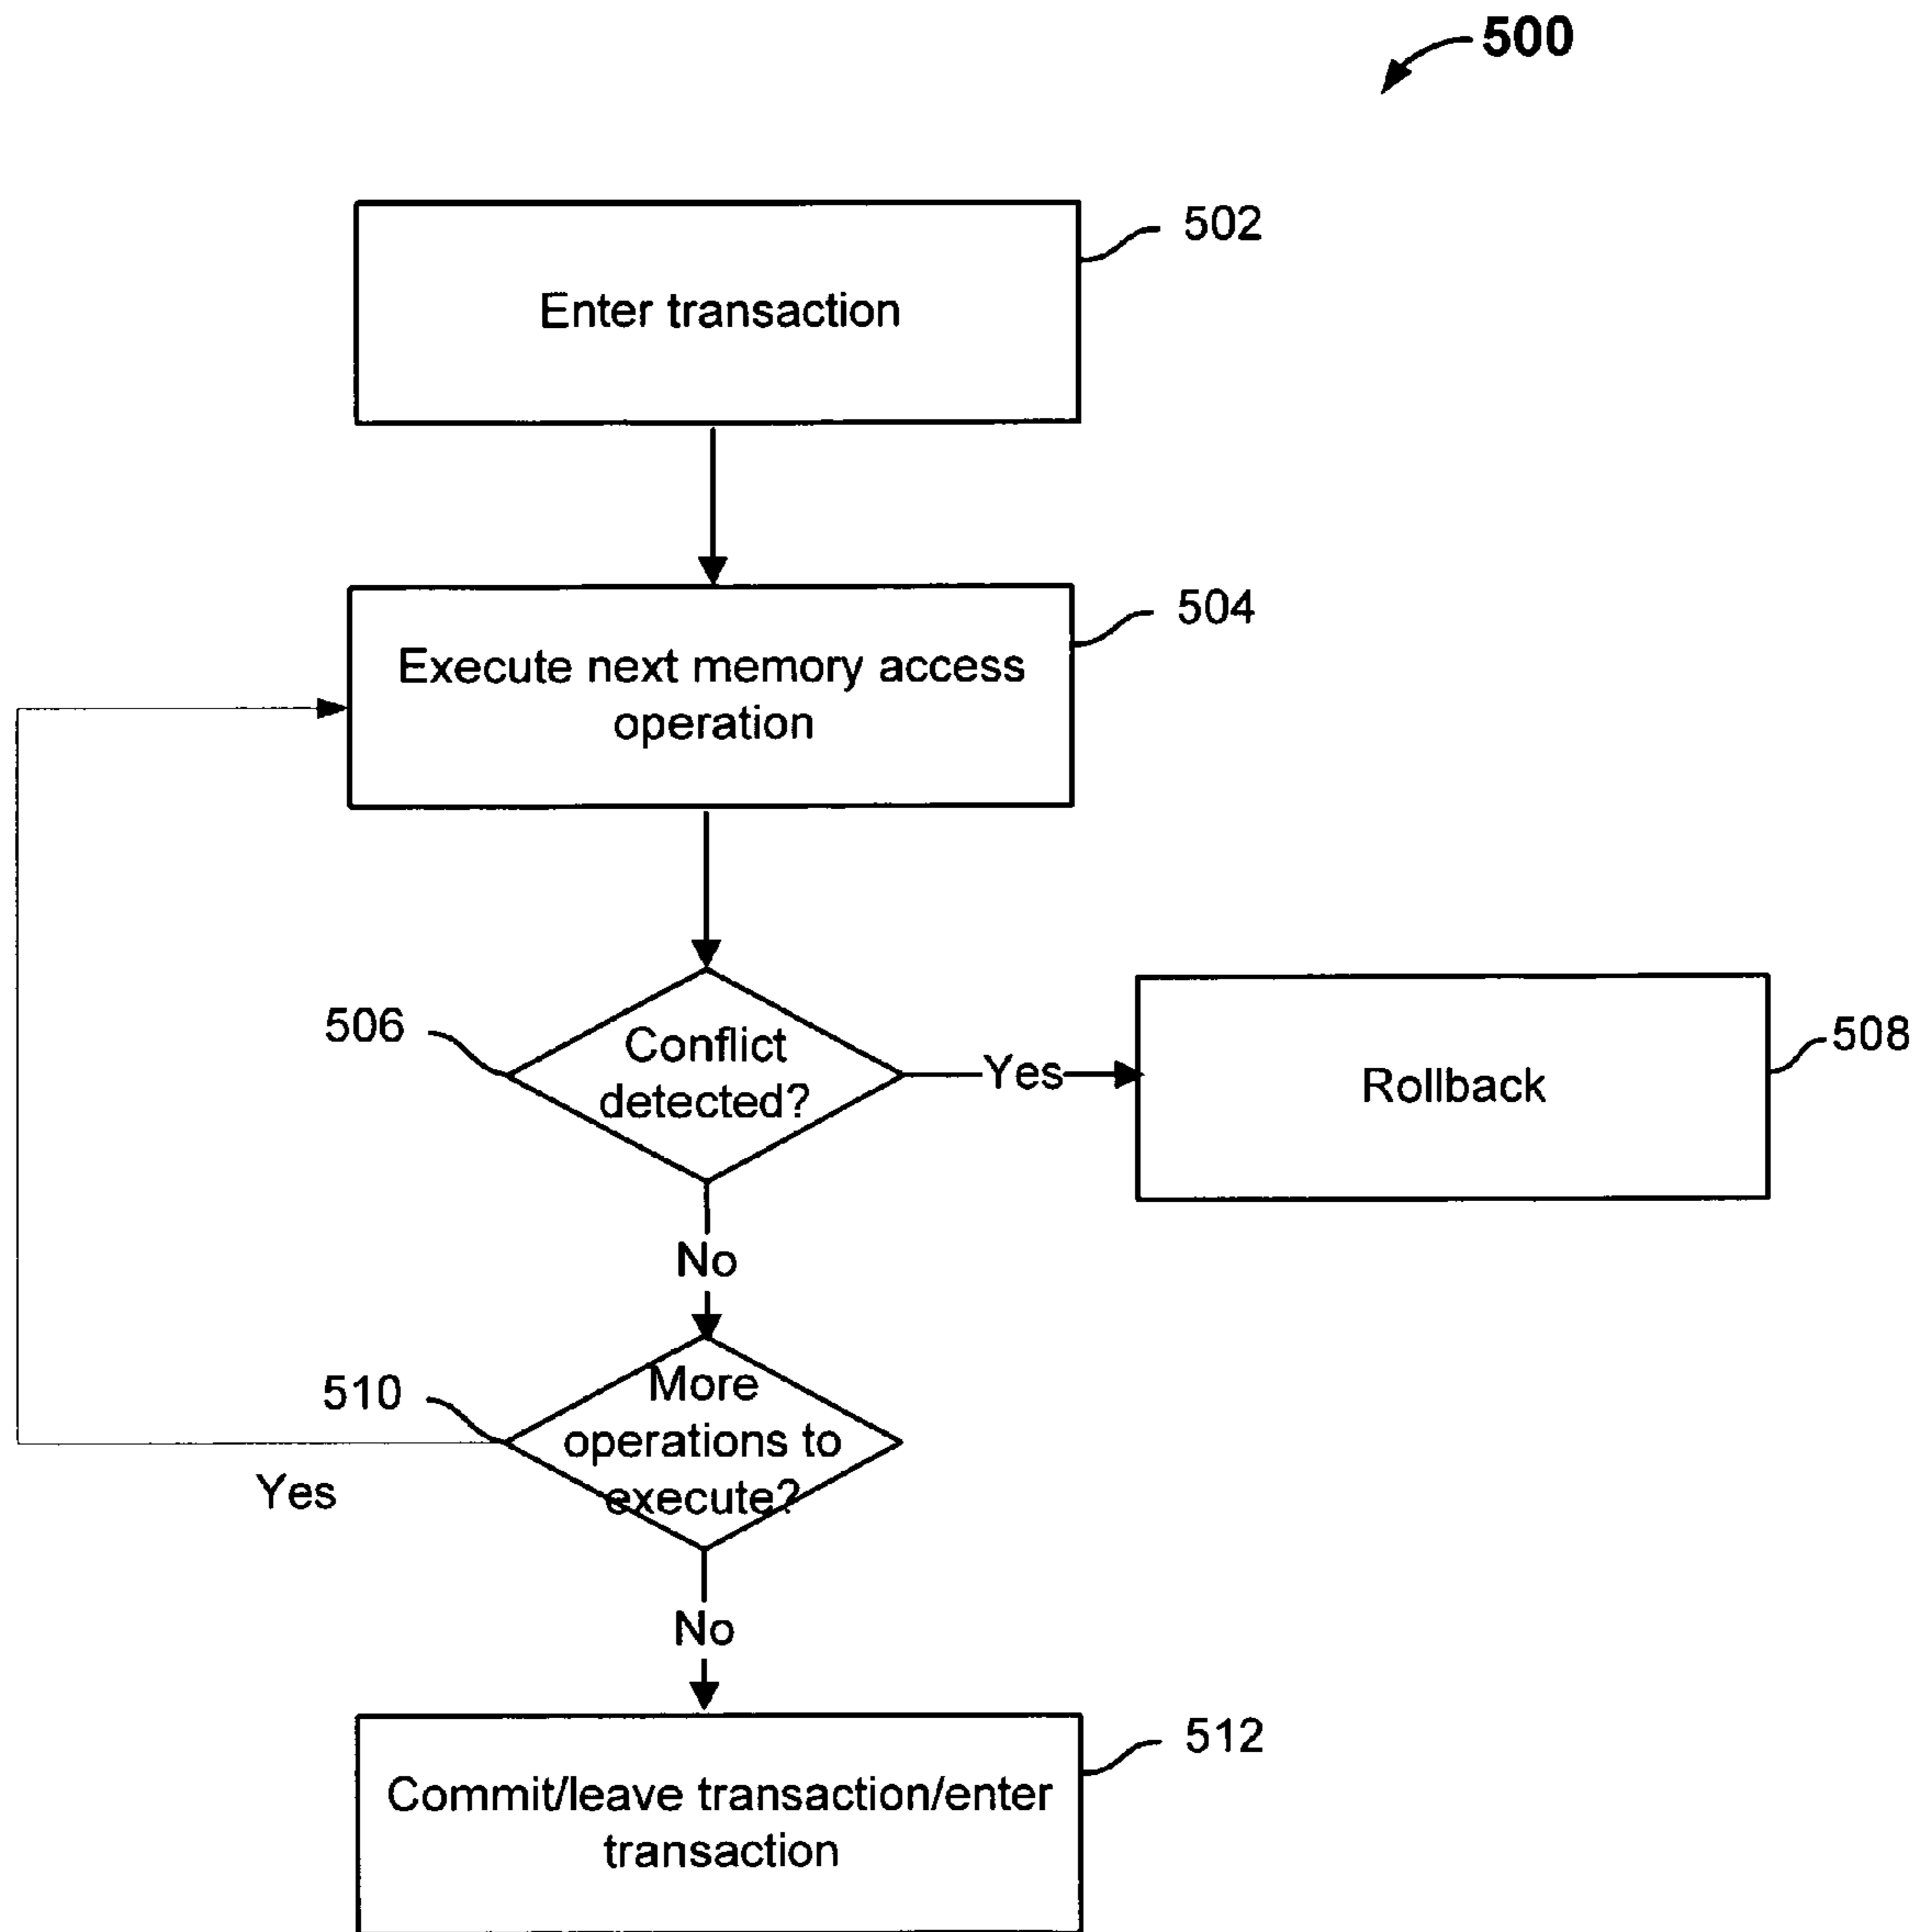 500
502
Enter transaction
504
Execute next memory access
operation
506
Conflict
detected?
Yes
508
Rollback
No
510
More
operations to
execute?
Yes
No
512
Commit/leave transaction/enter
transaction